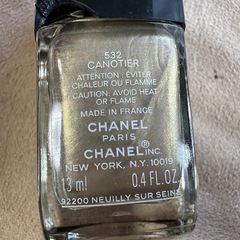 532
CANOTIER
ATTENTION : ÉVITER
CHALEUR OU FLAMME
CAUTION: AVOID HEAT
OR FLAME
MADE IN FRANCE
CHANEL
PARIS
CHANEL INC.
NEW YORK, N.Y. 10019
13 ml 0.4 FL.OZ.
92200 NEUILLY SUR SEINE